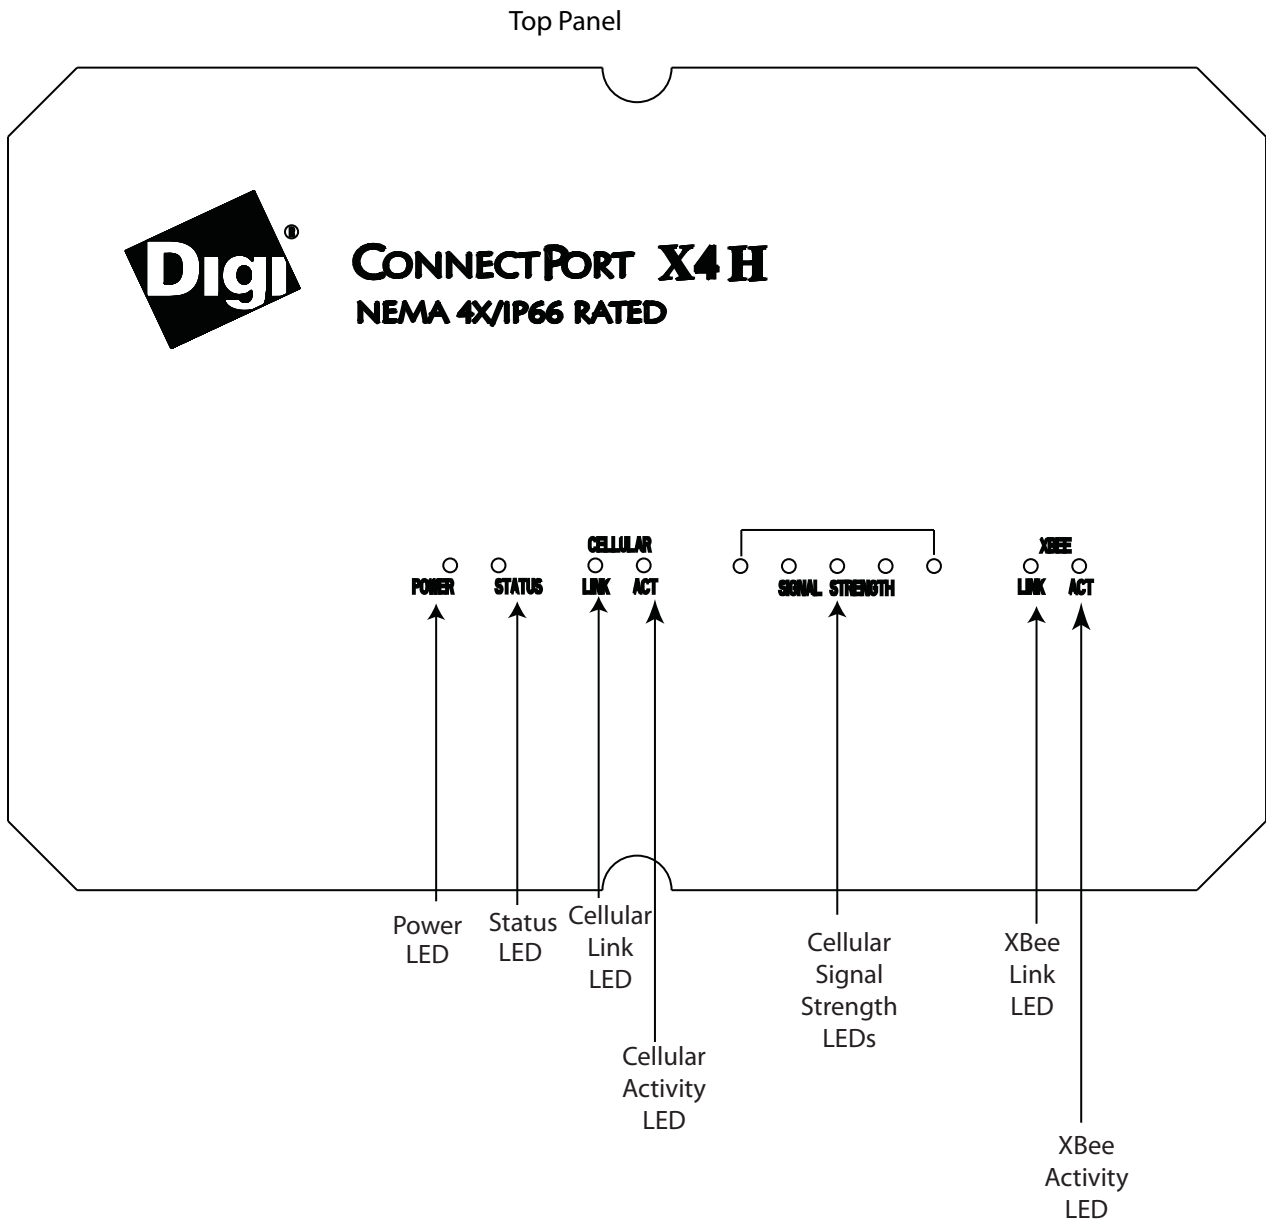 Top Panel
Digi®
CONNECTPORT X4 H
NEMA 4X/IP66 RATED
CELLULAR
XBEE
POWER
STATUS
LINK
ACT
SIGNAL STRENGTH
LINK
ACT
Power
LED
Status
LED
Cellular
Link
LED
Cellular
Activity
LED
Cellular
Signal
Strength
LEDs
XBee
Link
LED
XBee
Activity
LED